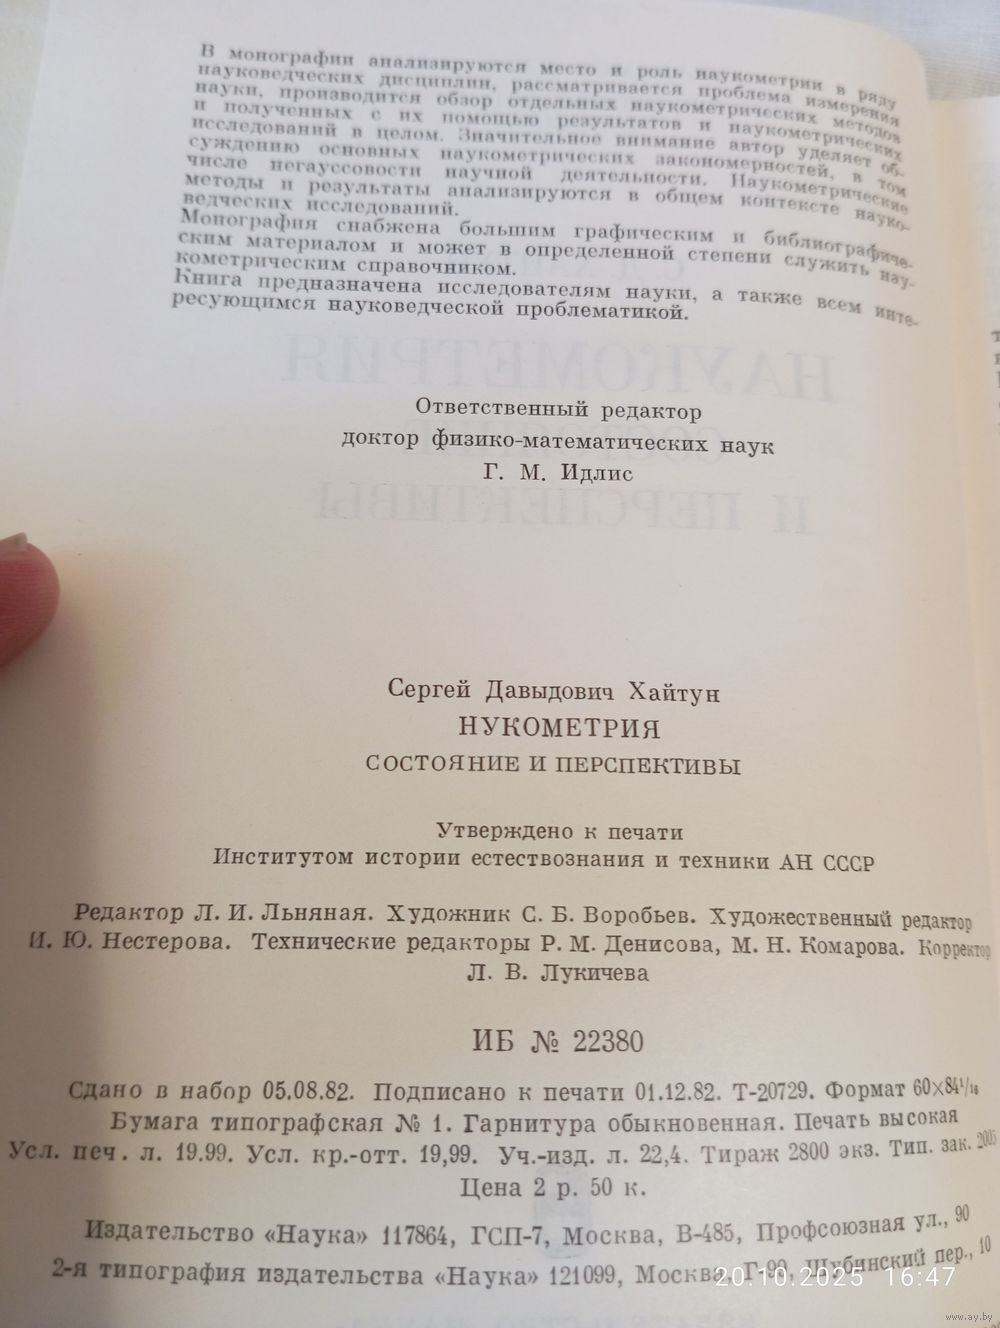 В монографии анализируются место и роль наукометрии в ряду
науковедческих дисциплин, рассматривается проблема измерения
науки, производится обзор отдельных наукометрических методов
и полученных с их помощью результатов и наукометрических
исследований в целом. Значительное внимание автор уделяет об-
суждению основных наукометрических закономерностей, в том
числе негауссовости научной деятельности. Наукометрические
методы и результаты анализируются в общем контексте науко-
ведческих исследований.
Монография снабжена большим графическим и библиографиче-
ским материалом и может в определенной степени служить нау-
кометрическим справочником.
Книга предназначена исследователям науки, а также всем инте-
ресующимся науковедческой проблематикой.
Ответственный редактор
доктор физико-математических наук
Г. М. Идлис
Сергей Давыдович Хайтун
НУКОМЕТРИЯ
СОСТОЯНИЕ И ПЕРСПЕКТИВЫ
Утверждено к печати
Институтом истории естествознания и техники АН СССР
Редактор Л. И. Льняная. Художник С. Б. Воробьев. Художественный редактор
И. Ю. Нестерова. Технические редакторы Р. М. Денисова, М. Н. Комарова. Корректор
Л. В. Лукичева
ИБ № 22380
Сдано в набор 05.08.82. Подписано к печати 01.12.82. Т-20729. Формат 60×84¹/₁₆
Бумага типографская № 1. Гарнитура обыкновенная. Печать высокая
Усл. печ. л. 19.99. Усл. кр.-отт. 19,99. Уч.-изд. л. 22,4. Тираж 2800 экз. Тип. зак.
Цена 2 р. 50 к.
Издательство «Наука» 117864, ГСП-7, Москва, В-485, Профсоюзная ул., 90
2-я типография издательства «Наука» 121099, Москва, Г-99, Шубинский пер., 10
20.10.2025 16:47
www.ay.by